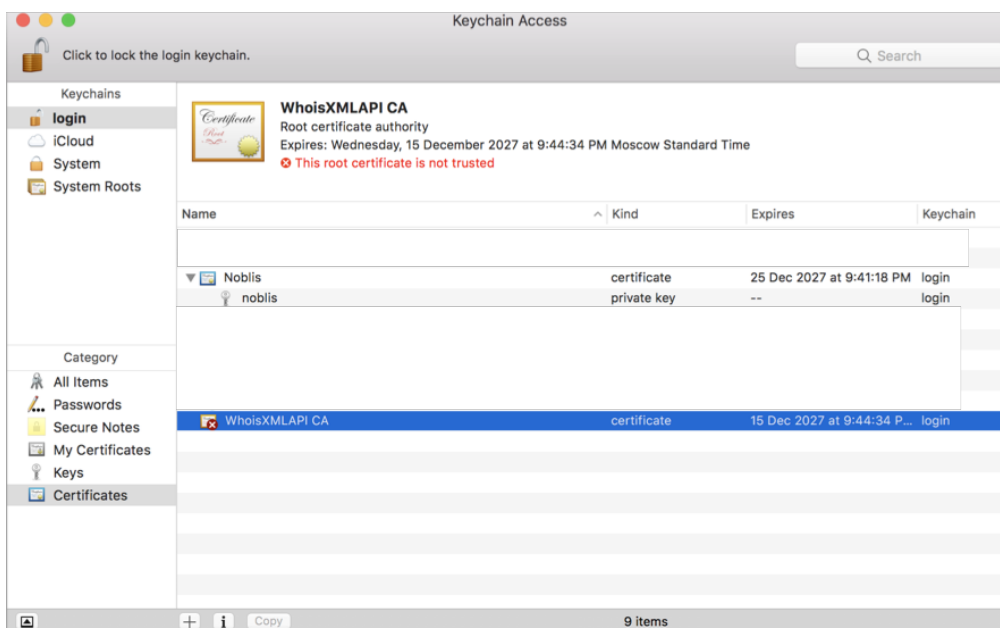 Keychain Access
Click to lock the login keychain.
Search
Keychains
login
iCloud
System
System Roots
Certificate
Root
WhoisXMLAPI CA
Root certificate authority
Expires: Wednesday, 15 December 2027 at 9:44:34 PM Moscow Standard Time
This root certificate is not trusted
Name Kind Expires Keychain
Noblis certificate 25 Dec 2027 at 9:41:18 PM login
noblis private key -- login
WhoisXMLAPI CA certificate 15 Dec 2027 at 9:44:34 P... login
Category
All Items
Passwords
Secure Notes
My Certificates
Keys
Certificates
+ i Copy 9 items